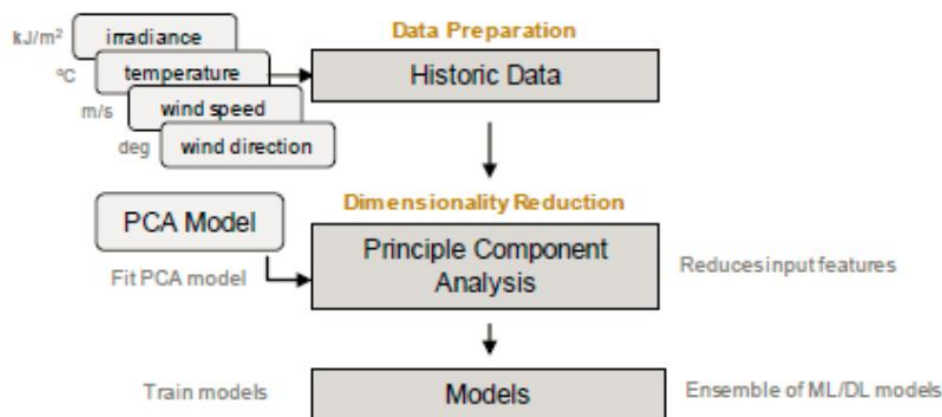 Data Preparation
kJ/m² irradiance
ºC temperature
Historic Data
m/s wind speed
deg wind direction
Dimensionality Reduction
PCA Model
Principle Component
Analysis
Fit PCA model
Reduces input features
Train models
Models
Ensemble of ML/DL models